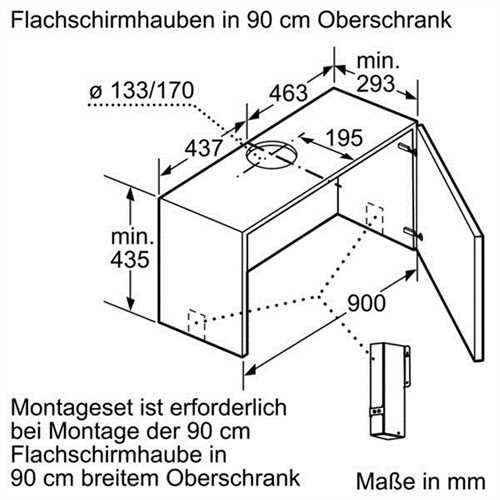 Flachschirmhauben in 90 cm Oberschrank
min.
293
463
ø 133/170
437
195
min.
435
900
Montageset ist erforderlich
bei Montage der 90 cm
Flachschirmhaube in
90 cm breitem Oberschrank
Maße in mm